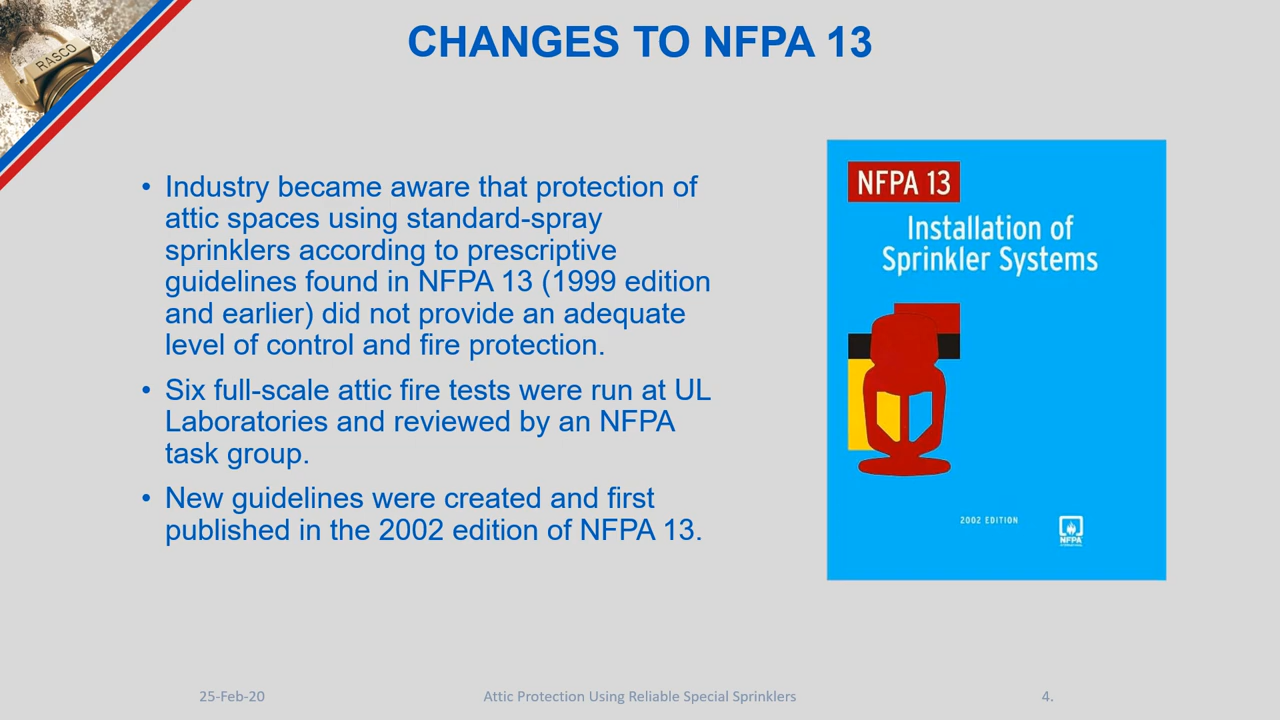 RASCO
CHANGES TO NFPA 13
• Industry became aware that protection of
attic spaces using standard-spray
sprinklers according to prescriptive
guidelines found in NFPA 13 (1999 edition
and earlier) did not provide an adequate
level of control and fire protection.
• Six full-scale attic fire tests were run at UL
Laboratories and reviewed by an NFPA
task group.
• New guidelines were created and first
published in the 2002 edition of NFPA 13.
NFPA 13
Installation of
Sprinkler Systems
2002 EDITION
NFPA
25-Feb-20
Attic Protection Using Reliable Special Sprinklers
4.